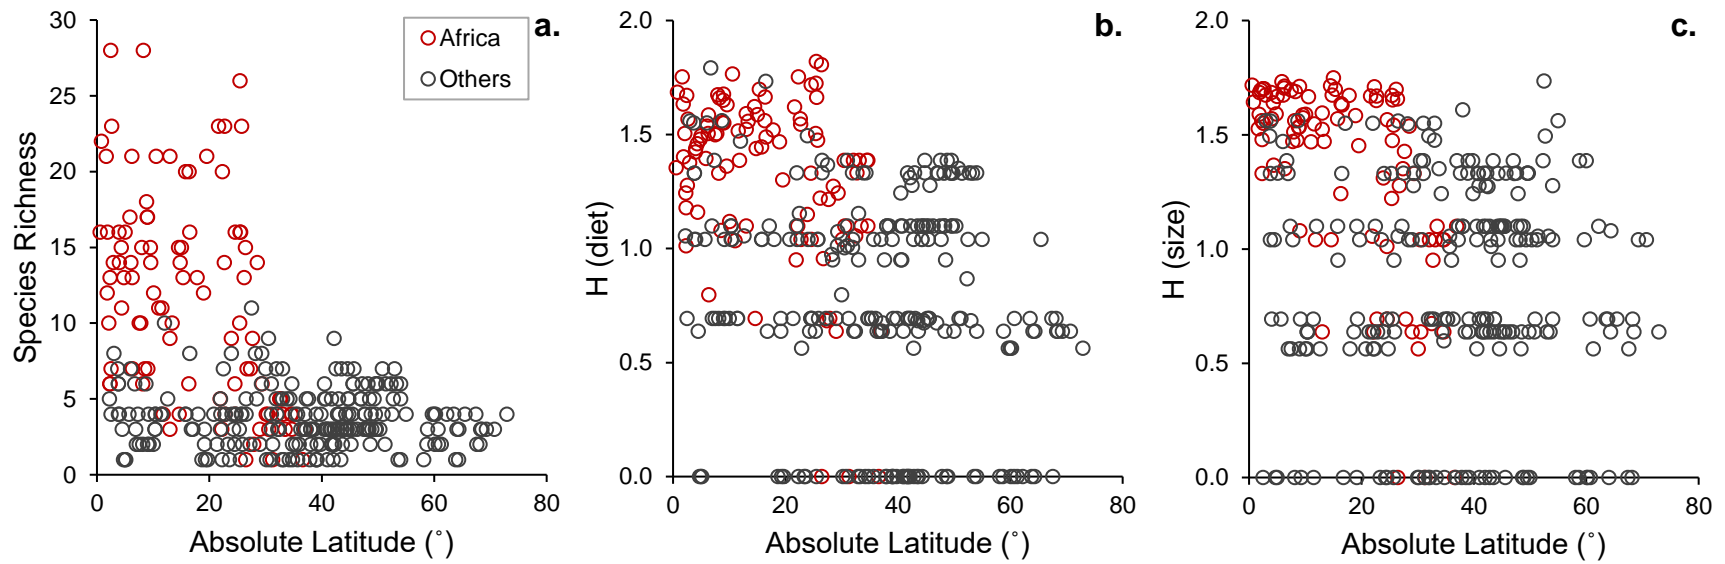 a.
Africa
Others
30
25
20
15
10
5
0
Species Richness
0 20 40 60 80
Absolute Latitude (°)
b.
2.0
1.5
1.0
0.5
0.0
H (diet)
0 20 40 60 80
Absolute Latitude (°)
c.
2.0
1.5
1.0
0.5
0.0
H (size)
0 20 40 60 80
Absolute Latitude (°)